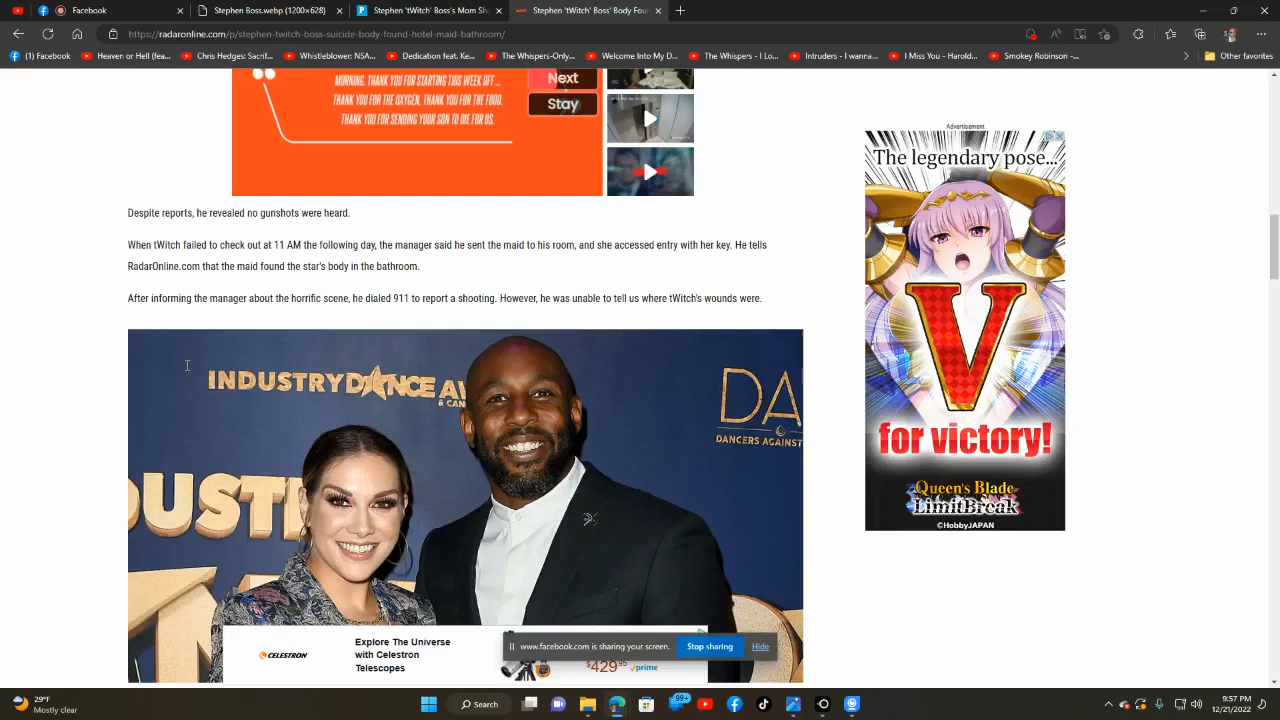 Facebook
Stephen Boss.webp (1200×628)
Stephen 'tWitch' Boss's Mom Sha
Stephen 'tWitch' Boss' Body Fou
https://radaronline.com/p/stephen-twitch-boss-suicide-body-found-hotel-maid-bathroom/
(1) Facebook
Heaven or Hell (fea...
Chris Hedges: Sacrif...
Whistleblower: NSA...
Dedication feat. Ke...
The Whispers-Only...
Welcome Into My D...
The Whispers - I Lo...
Intruders - I wanna...
I Miss You - Harold...
Smokey Robinson -...
Other favorites
MORNING. THANK YOU FOR STARTING THIS WEEK OFF ...
THANK YOU FOR THE OXYGEN. THANK YOU FOR THE FOOD.
THANK YOU FOR SENDING YOUR SON TO DIE FOR US.
Next
Stay
Despite reports, he revealed no gunshots were heard.
When tWitch failed to check out at 11 AM the following day, the manager said he sent the maid to his room, and she accessed entry with her key. He tells
RadarOnline.com that the maid found the star's body in the bathroom.
After informing the manager about the horrific scene, he dialed 911 to report a shooting. However, he was unable to tell us where tWitch's wounds were.
INDUSTRY DANCE AW
& CAN
DA
DANCERS AGAINST
DUSTR
Advertisement
The legendary pose...
V
for victory!
Queen's Blade
LimitBreak
©HobbyJAPAN
CELESTRON
Explore The Universe
with Celestron
Telescopes
$42995
prime
www.facebook.com is sharing your screen.
Stop sharing
Hide
29°F
Mostly clear
Search
99+
9:57 PM
12/21/2022